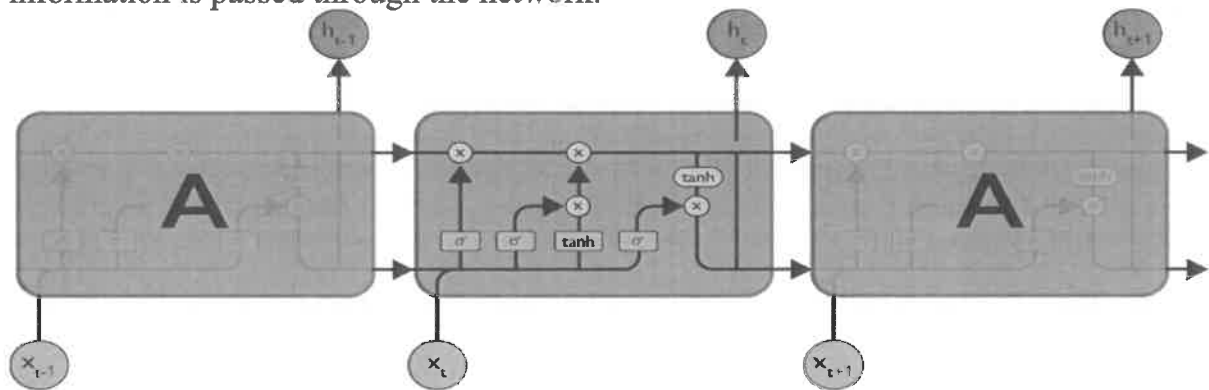 information is passed through the network.
h t-1 h t h t+1
× ×
A A
tanh
× ×
σ σ tanh σ
x t-1 x t x t+1